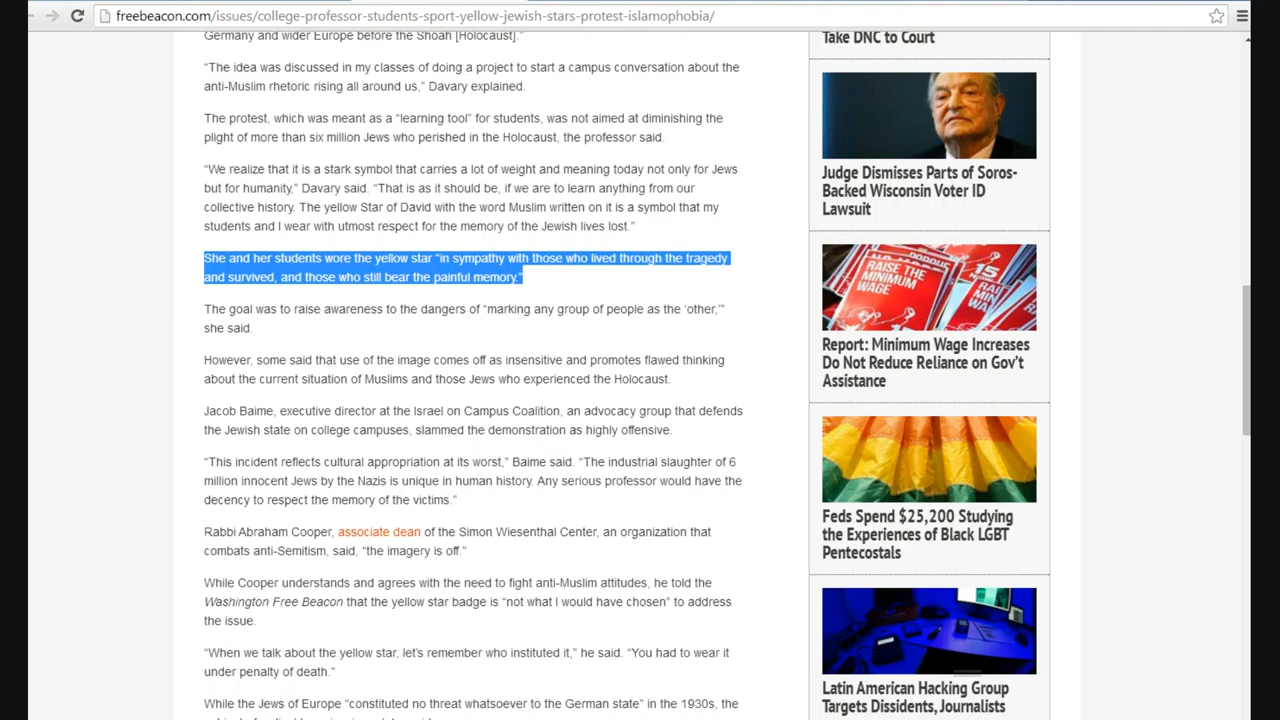 freebeacon.com/issues/college-professor-students-sport-yellow-jewish-stars-protest-islamophobia/
Germany and wider Europe before the Shoah [Holocaust].”
“The idea was discussed in my classes of doing a project to start a campus conversation about the
anti-Muslim rhetoric rising all around us,” Davary explained.
The protest, which was meant as a “learning tool” for students, was not aimed at diminishing the
plight of more than six million Jews who perished in the Holocaust, the professor said.
“We realize that it is a stark symbol that carries a lot of weight and meaning today not only for Jews
but for humanity,” Davary said. “That is as it should be, if we are to learn anything from our
collective history. The yellow Star of David with the word Muslim written on it is a symbol that my
students and I wear with utmost respect for the memory of the Jewish lives lost.”
She and her students wore the yellow star “in sympathy with those who lived through the tragedy
and survived, and those who still bear the painful memory.”
The goal was to raise awareness to the dangers of “marking any group of people as the ‘other,’”
she said.
However, some said that use of the image comes off as insensitive and promotes flawed thinking
about the current situation of Muslims and those Jews who experienced the Holocaust.
Jacob Baime, executive director at the Israel on Campus Coalition, an advocacy group that defends
the Jewish state on college campuses, slammed the demonstration as highly offensive.
“This incident reflects cultural appropriation at its worst,” Baime said. “The industrial slaughter of 6
million innocent Jews by the Nazis is unique in human history. Any serious professor would have the
decency to respect the memory of the victims.”
Rabbi Abraham Cooper, associate dean of the Simon Wiesenthal Center, an organization that
combats anti-Semitism, said, “the imagery is off.”
While Cooper understands and agrees with the need to fight anti-Muslim attitudes, he told the
Washington Free Beacon that the yellow star badge is “not what I would have chosen” to address
the issue.
“When we talk about the yellow star, let’s remember who instituted it,” he said. “You had to wear it
under penalty of death.”
While the Jews of Europe “constituted no threat whatsoever to the German state” in the 1930s, the
Take DNC to Court
Judge Dismisses Parts of Soros-
Backed Wisconsin Voter ID
Lawsuit
RAISE THE
MINIMUM
WAGE
15
Report: Minimum Wage Increases
Do Not Reduce Reliance on Gov’t
Assistance
Feds Spend $25,200 Studying
the Experiences of Black LGBT
Pentecostals
Latin American Hacking Group
Targets Dissidents, Journalists